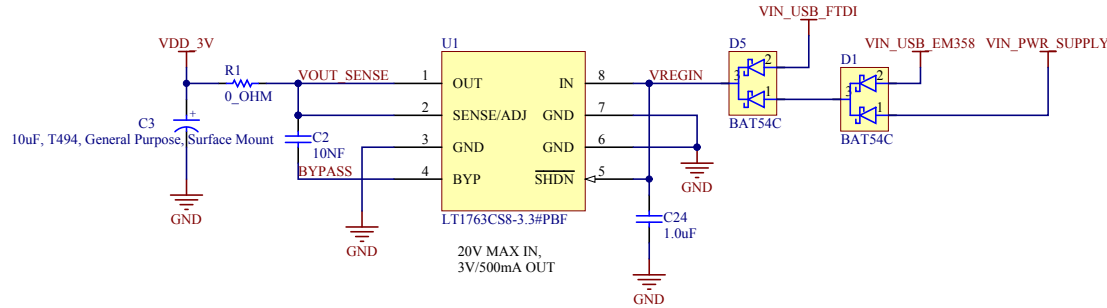 VIN_USB_FTDI
VDD_3V
U1
D5
VIN_USB_EM358
VIN_PWR_SUPPLY
D1
R1
0_OHM
VOUT_SENSE
1
OUT
IN
8
VREGIN
3
2
1
BAT54C
3
2
1
BAT54C
C3
10uF, T494, General Purpose, Surface Mount
+
2
SENSE/ADJ
GND
7
C2
10NF
3
GND
GND
6
BYPASS
4
BYP
SHDN
5
GND
GND
GND
LT1763CS8-3.3#PBF
C24
1.0uF
20V MAX IN,
3V/500mA OUT
GND